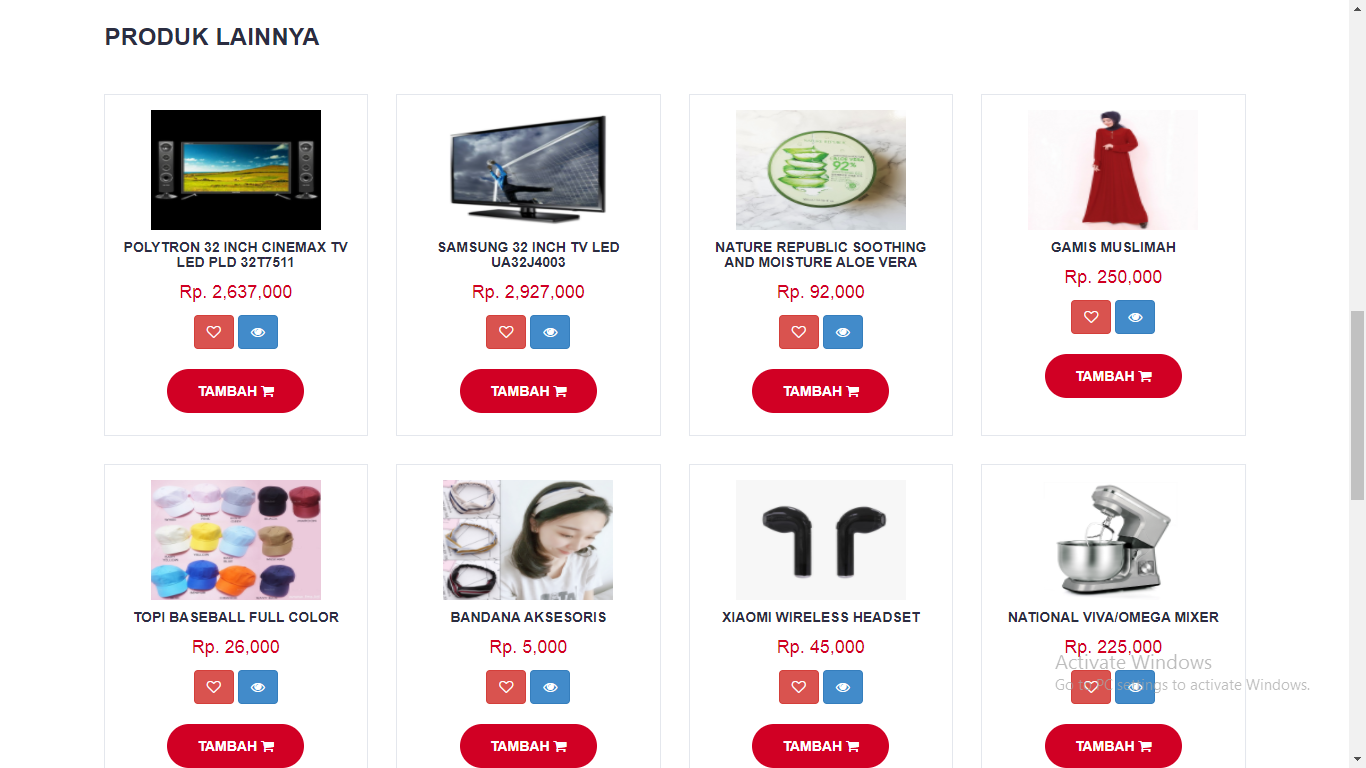 PRODUK LAINNYA
POLYTRON 32 INCH CINEMAX TV
LED PLD 32T7511
Rp. 2,637,000
TAMBAH
SAMSUNG 32 INCH TV LED
UA32J4003
Rp. 2,927,000
TAMBAH
92%
NATURE REPUBLIC SOOTHING
AND MOISTURE ALOE VERA
Rp. 92,000
TAMBAH
GAMIS MUSLIMAH
Rp. 250,000
TAMBAH
TOPI BASEBALL FULL COLOR
Rp. 26,000
TAMBAH
BANDANA AKSESORIS
Rp. 5,000
TAMBAH
XIAOMI WIRELESS HEADSET
Rp. 45,000
TAMBAH
NATIONAL VIVA/OMEGA MIXER
Rp. 225,000
TAMBAH
Activate Windows
Go to PC settings to activate Windows.